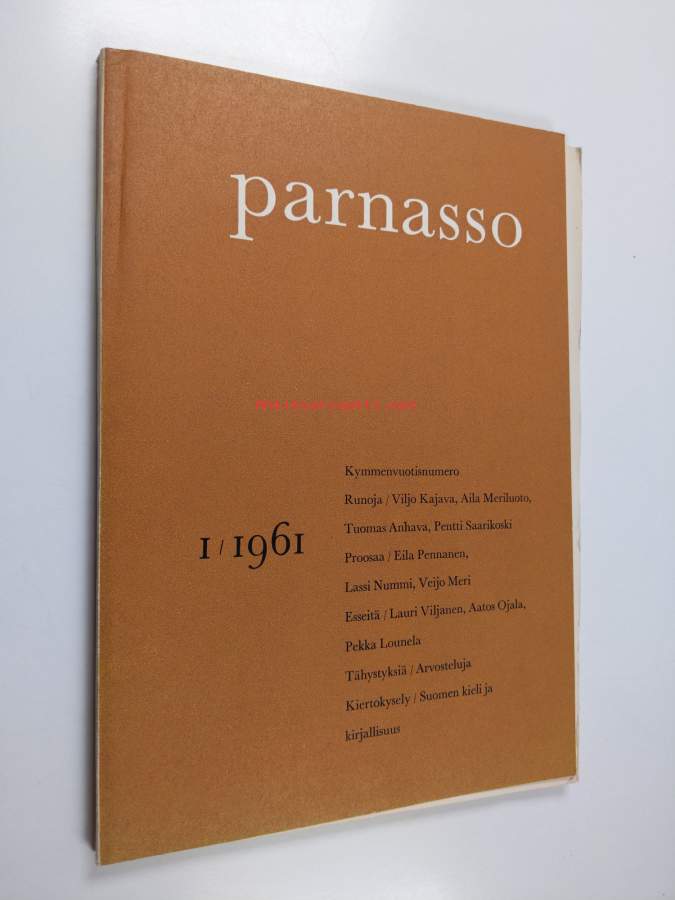 parnasso
1/1961
Kymmenvuotisnumero
Runoja / Viljo Kajava, Aila Meriluoto,
Tuomas Anhava, Pentti Saarikoski
Proosaa / Eila Pennanen,
Lassi Nummi, Veijo Meri
Esseitä / Lauri Viljanen, Aatos Ojala,
Pekka Lounela
Tähystyksiä / Arvosteluja
Kiertokysely / Suomen kieli ja
kirjallisuus